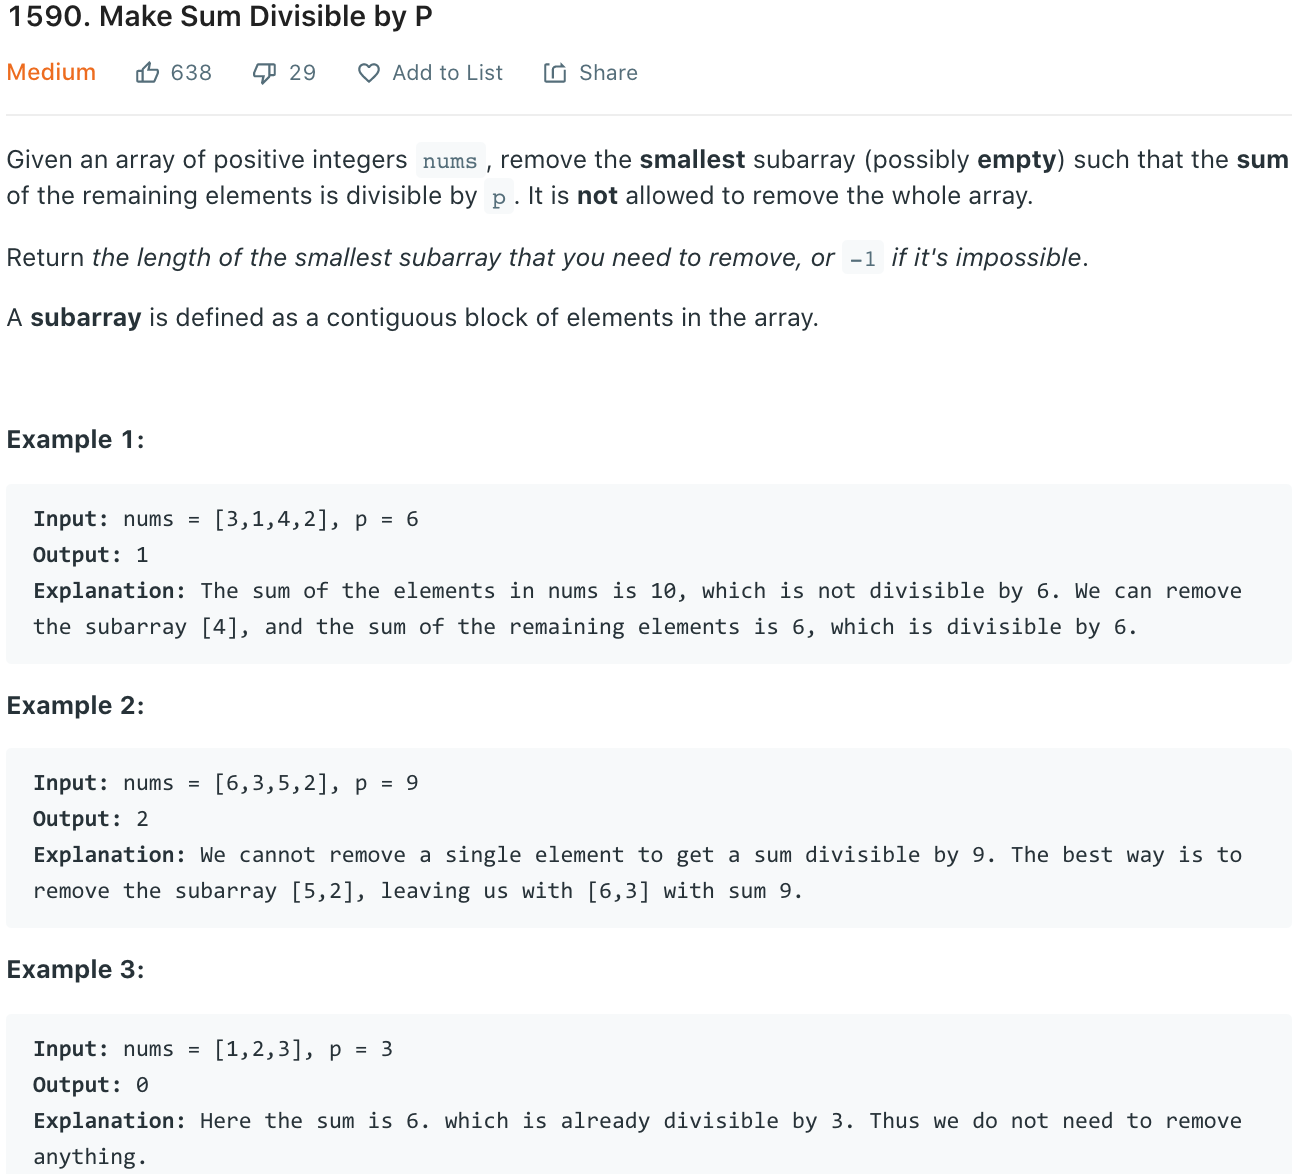 1590. Make Sum Divisible by P
Medium 638 29 Add to List Share
Given an array of positive integers nums , remove the smallest subarray (possibly empty) such that the sum
of the remaining elements is divisible by p . It is not allowed to remove the whole array.
Return the length of the smallest subarray that you need to remove, or -1 if it's impossible.
A subarray is defined as a contiguous block of elements in the array.
Example 1:
Input: nums = [3,1,4,2], p = 6
Output: 1
Explanation: The sum of the elements in nums is 10, which is not divisible by 6. We can remove
the subarray [4], and the sum of the remaining elements is 6, which is divisible by 6.
Example 2:
Input: nums = [6,3,5,2], p = 9
Output: 2
Explanation: We cannot remove a single element to get a sum divisible by 9. The best way is to
remove the subarray [5,2], leaving us with [6,3] with sum 9.
Example 3:
Input: nums = [1,2,3], p = 3
Output: 0
Explanation: Here the sum is 6. which is already divisible by 3. Thus we do not need to remove
anything.